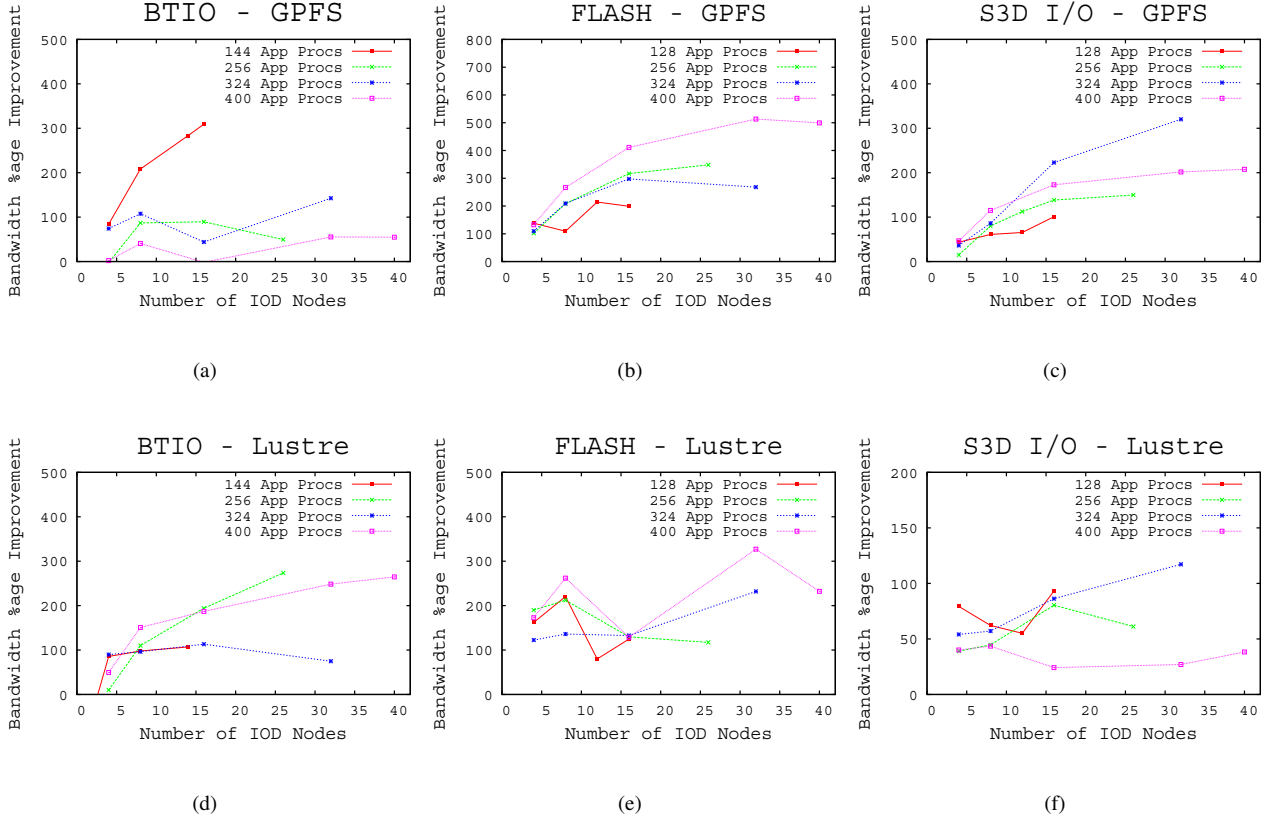 BTIO - GPFS
Bandwidth %age Improvement
500
400
300
200
100
0
144 App Procs
256 App Procs
324 App Procs
400 App Procs
0 5 10 15 20 25 30 35 40
Number of IOD Nodes
(a)
FLASH - GPFS
Bandwidth %age Improvement
800
700
600
500
400
300
200
100
0
128 App Procs
256 App Procs
324 App Procs
400 App Procs
0 5 10 15 20 25 30 35 40
Number of IOD Nodes
(b)
S3D I/O - GPFS
Bandwidth %age Improvement
500
400
300
200
100
0
128 App Procs
256 App Procs
324 App Procs
400 App Procs
0 5 10 15 20 25 30 35 40
Number of IOD Nodes
(c)
BTIO - Lustre
Bandwidth %age Improvement
500
400
300
200
100
0
144 App Procs
256 App Procs
324 App Procs
400 App Procs
0 5 10 15 20 25 30 35 40
Number of IOD Nodes
(d)
FLASH - Lustre
Bandwidth %age Improvement
500
400
300
200
100
0
128 App Procs
256 App Procs
324 App Procs
400 App Procs
0 5 10 15 20 25 30 35 40
Number of IOD Nodes
(e)
S3D I/O - Lustre
Bandwidth %age Improvement
200
150
100
50
0
128 App Procs
256 App Procs
324 App Procs
400 App Procs
0 5 10 15 20 25 30 35 40
Number of IOD Nodes
(f)